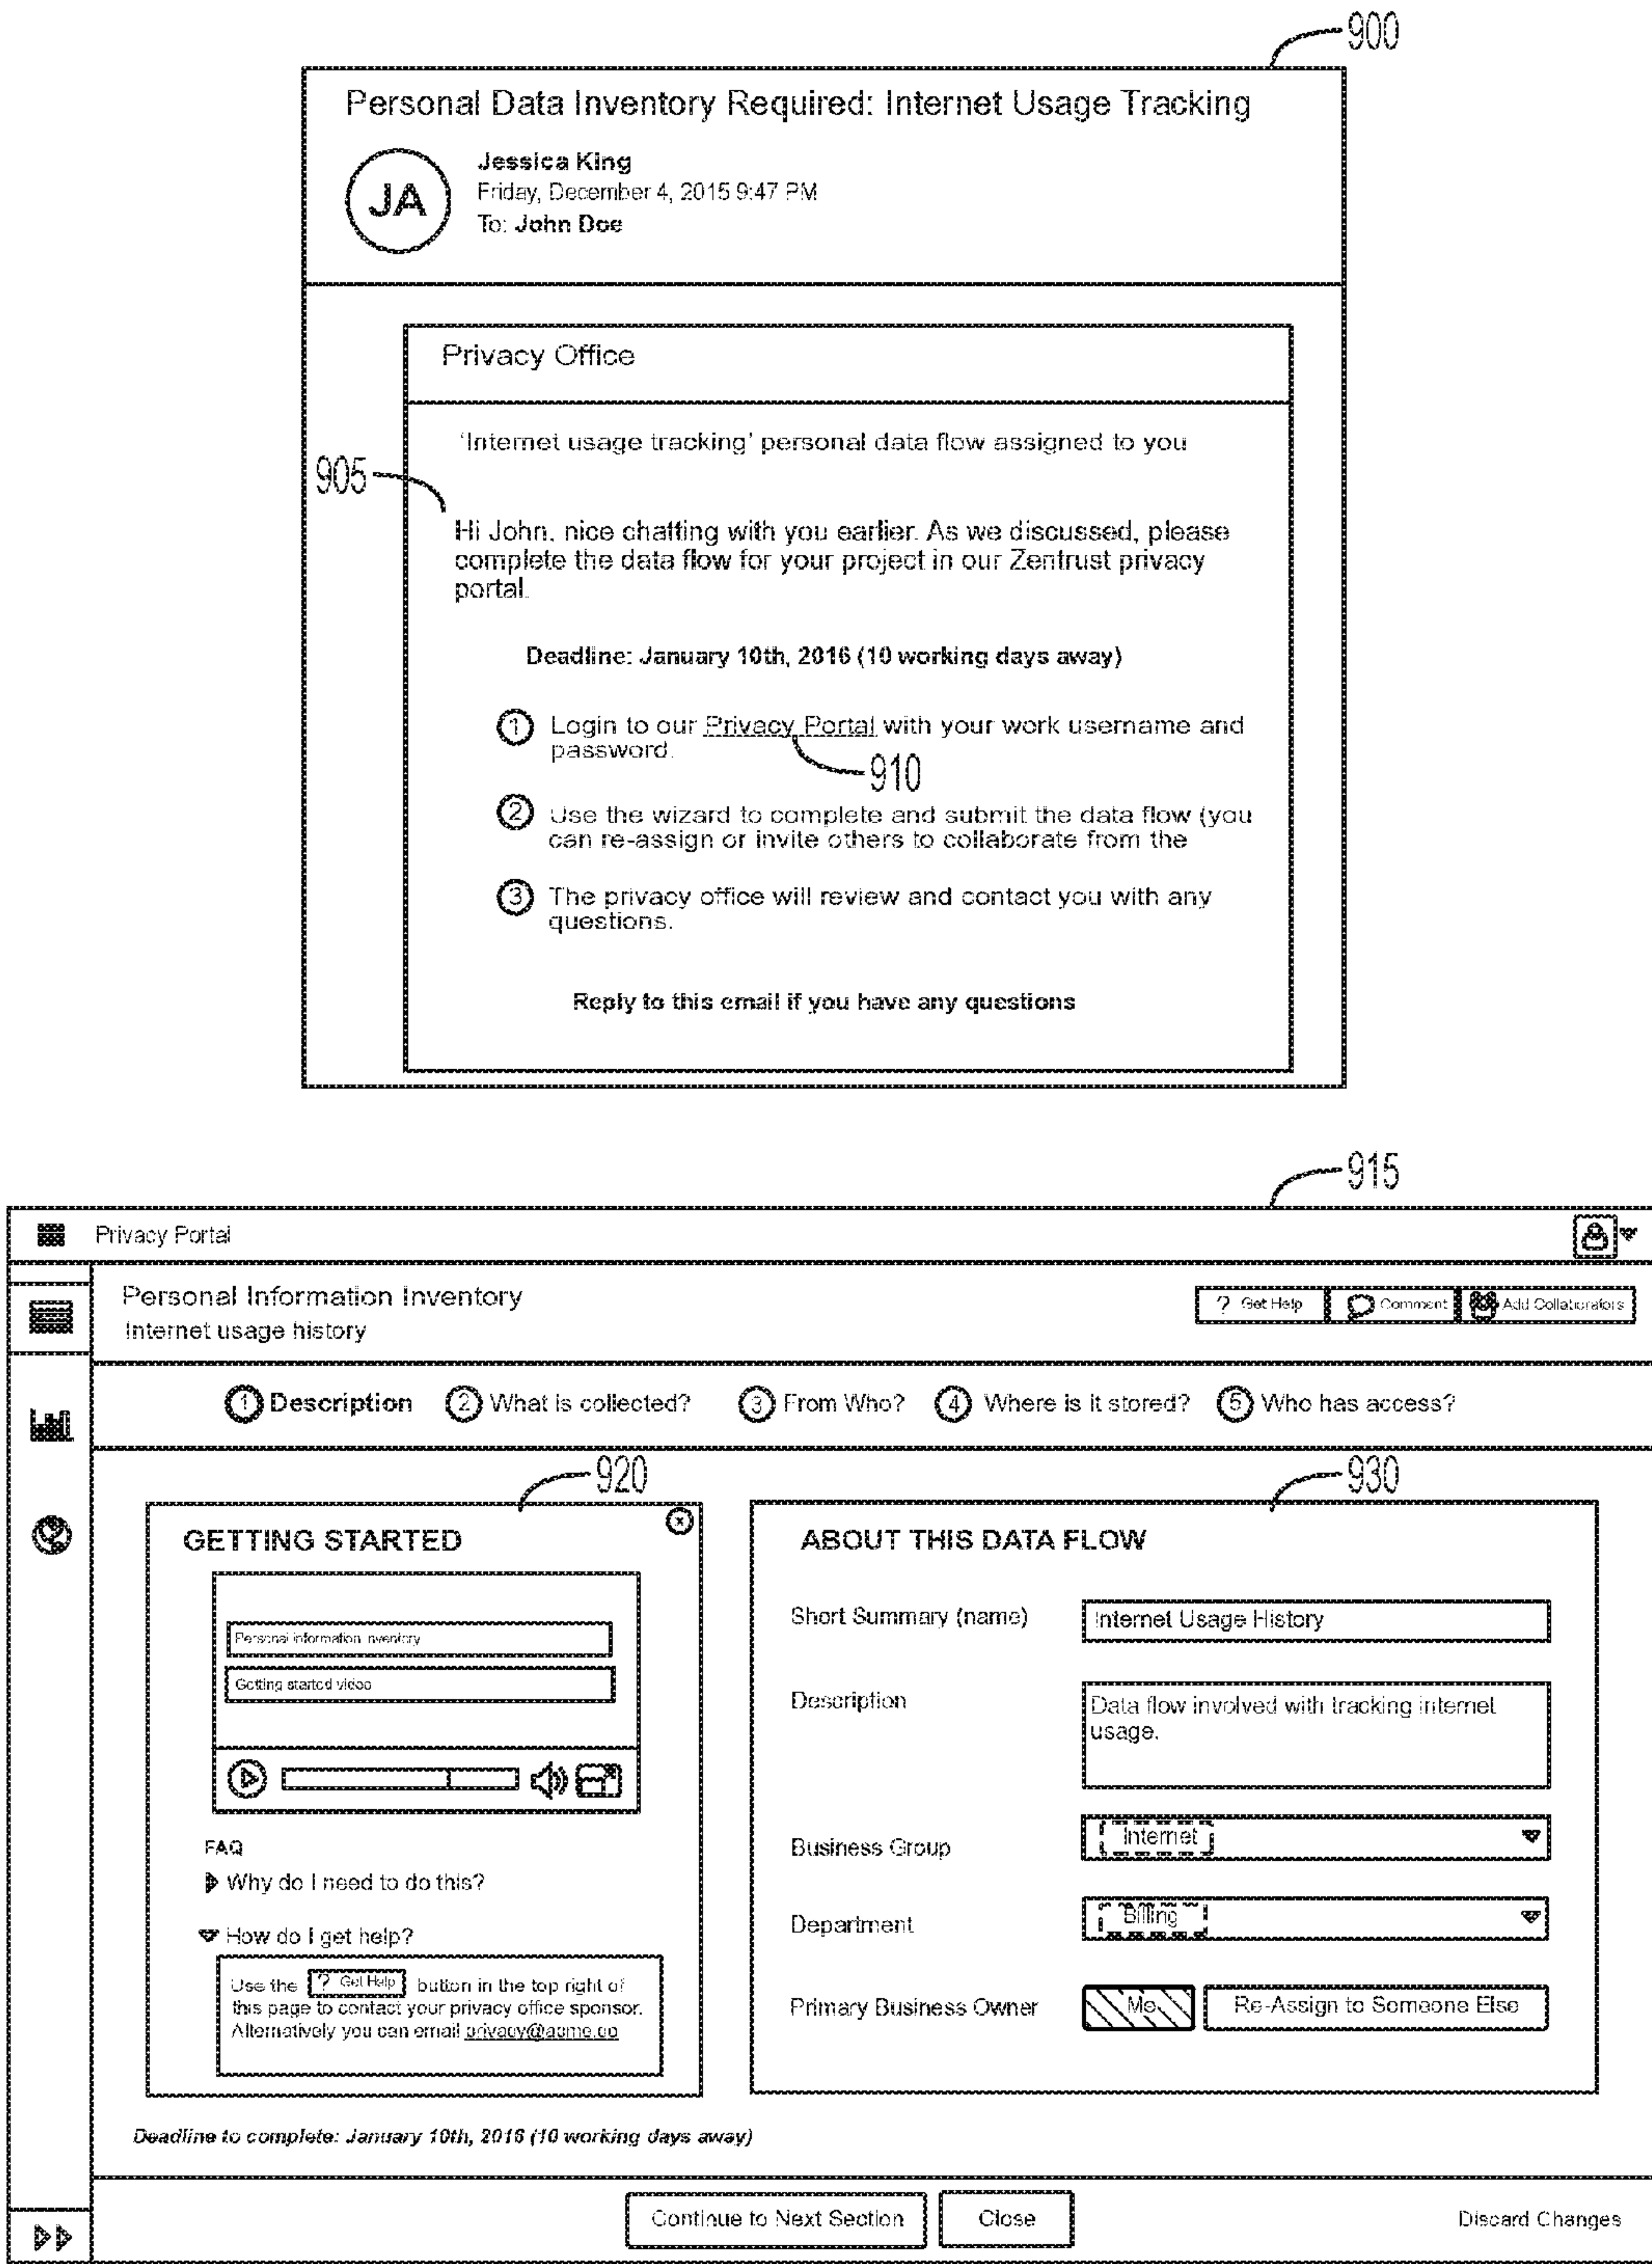 900
Personal Data Inventory Required: Internet Usage Tracking
JA
Jessica King
Friday, December 4, 2015 9:47 PM
To: John Doe
Privacy Office
'Internet usage tracking' personal data flow assigned to you
905
Hi John, nice chatting with you earlier. As we discussed, please
complete the data flow for your project in our Zentrust privacy
portal.
Deadline: January 10th, 2016 (10 working days away)
1 Login to our Privacy Portal with your work username and
password.
910
2 Use the wizard to complete and submit the data flow (you
can re-assign or invite others to collaborate from the
3 The privacy office will review and contact you with any
questions.
Reply to this email if you have any questions
915
Privacy Portal
Personal Information Inventory
Internet usage history
? Get Help
Comment
Add Collaborators
1 Description 2 What is collected? 3 From Who? 4 Where is it stored? 5 Who has access?
920
GETTING STARTED
Personal information inventory
Getting started video
FAQ
Why do I need to do this?
How do I get help?
Use the ? Get Help button in the top right of
this page to contact your privacy office sponsor.
Alternatively you can email privacy@acme.co
930
ABOUT THIS DATA FLOW
Short Summary (name) Internet Usage History
Description Data flow involved with tracking internet
usage.
Business Group Internet
Department Billing
Primary Business Owner Me Re-Assign to Someone Else
Deadline to complete: January 10th, 2016 (10 working days away)
Continue to Next Section Close Discard Changes